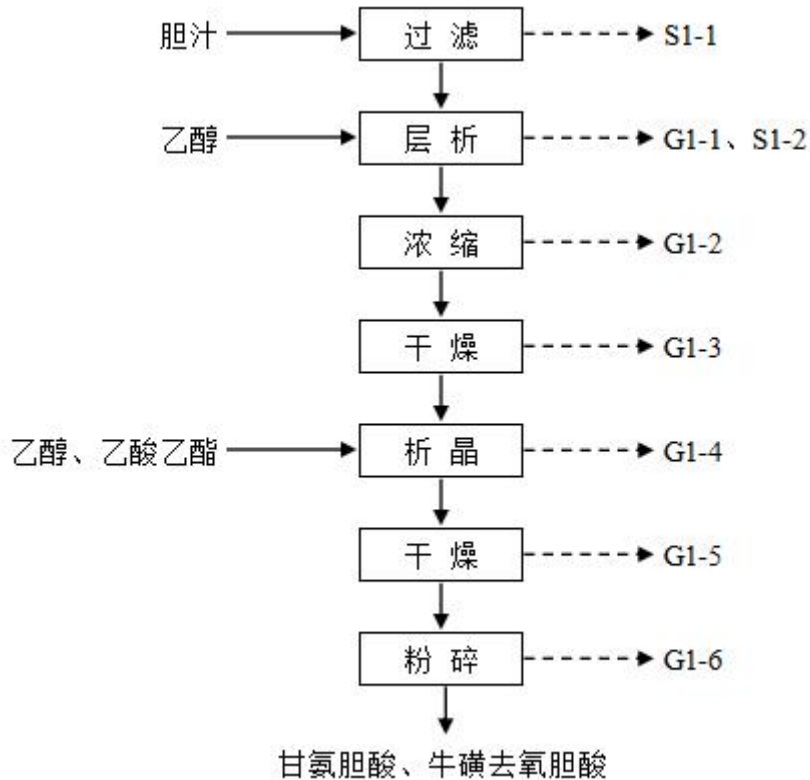 胆汁 过滤 S1-1
乙醇 层析 G1-1、S1-2
浓缩 G1-2
干燥 G1-3
乙醇、乙酸乙酯 析晶 G1-4
干燥 G1-5
粉碎 G1-6
甘氨胆酸、牛磺去氧胆酸